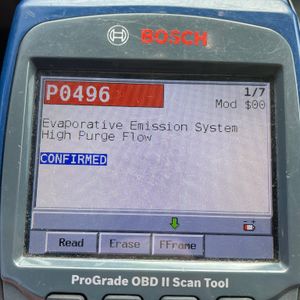 BOSCH
P0496
1/7
Mod $00
Evaporative Emission System
High Purge Flow
CONFIRMED
Read Erase FFrame
ProGrade OBD II Scan Tool